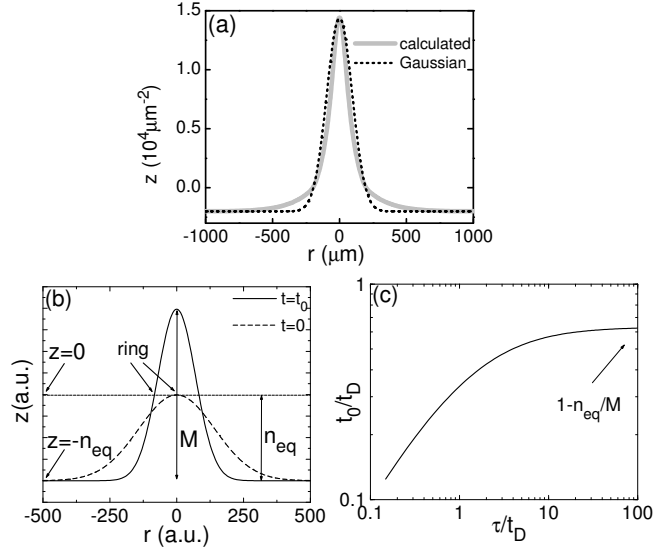 (a)
1.5
1.0
0.5
0.0
z (10⁴μm⁻²)
calculated
Gaussian
-1000 -500 0 500 1000
r (μm)
(b)
t=t₀
t=0
z=0
ring
z=-n_eq
M
n_eq
z(a.u.)
-500 -250 0 250 500
r (a.u.)
(c)
1
t₀/t_D
1-n_eq/M
0.1
0.1 1 10 100
τ/t_D